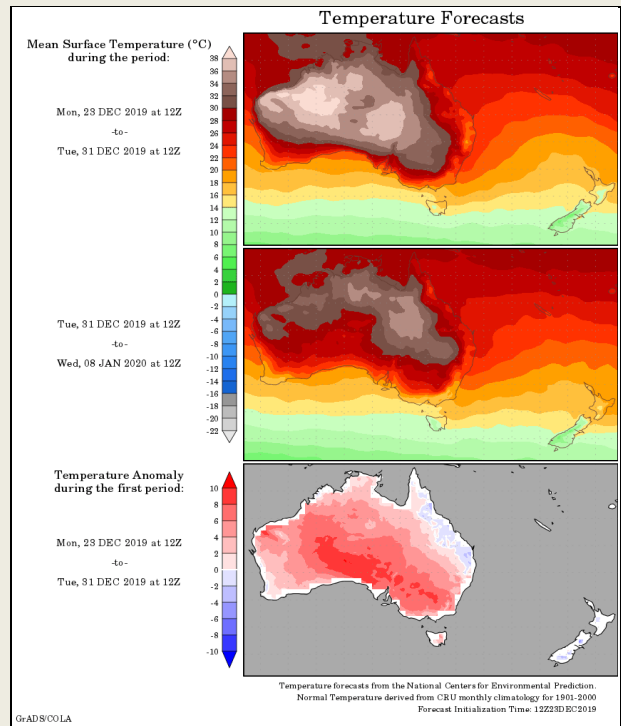 Temperature Forecasts
Mean Surface Temperature (°C)
during the period:
Mon, 23 DEC 2019 at 12Z
-to-
Tue, 31 DEC 2019 at 12Z
38
36
34
32
30
28
26
24
22
20
18
16
14
12
10
8
6
4
2
0
-2
-4
-6
-8
-10
-12
-14
-16
-18
-20
-22
Tue, 31 DEC 2019 at 12Z
-to-
Wed, 08 JAN 2020 at 12Z
Temperature Anomaly
during the first period:
Mon, 23 DEC 2019 at 12Z
-to-
Tue, 31 DEC 2019 at 12Z
10
8
6
4
2
0
-2
-4
-6
-8
-10
Temperature forecasts from the National Centers for Environmental Prediction.
Normal Temperature derived from CRU monthly climatology for 1901-2000
Forecast Initialization Time: 12Z23DEC2019
GrADS/COLA